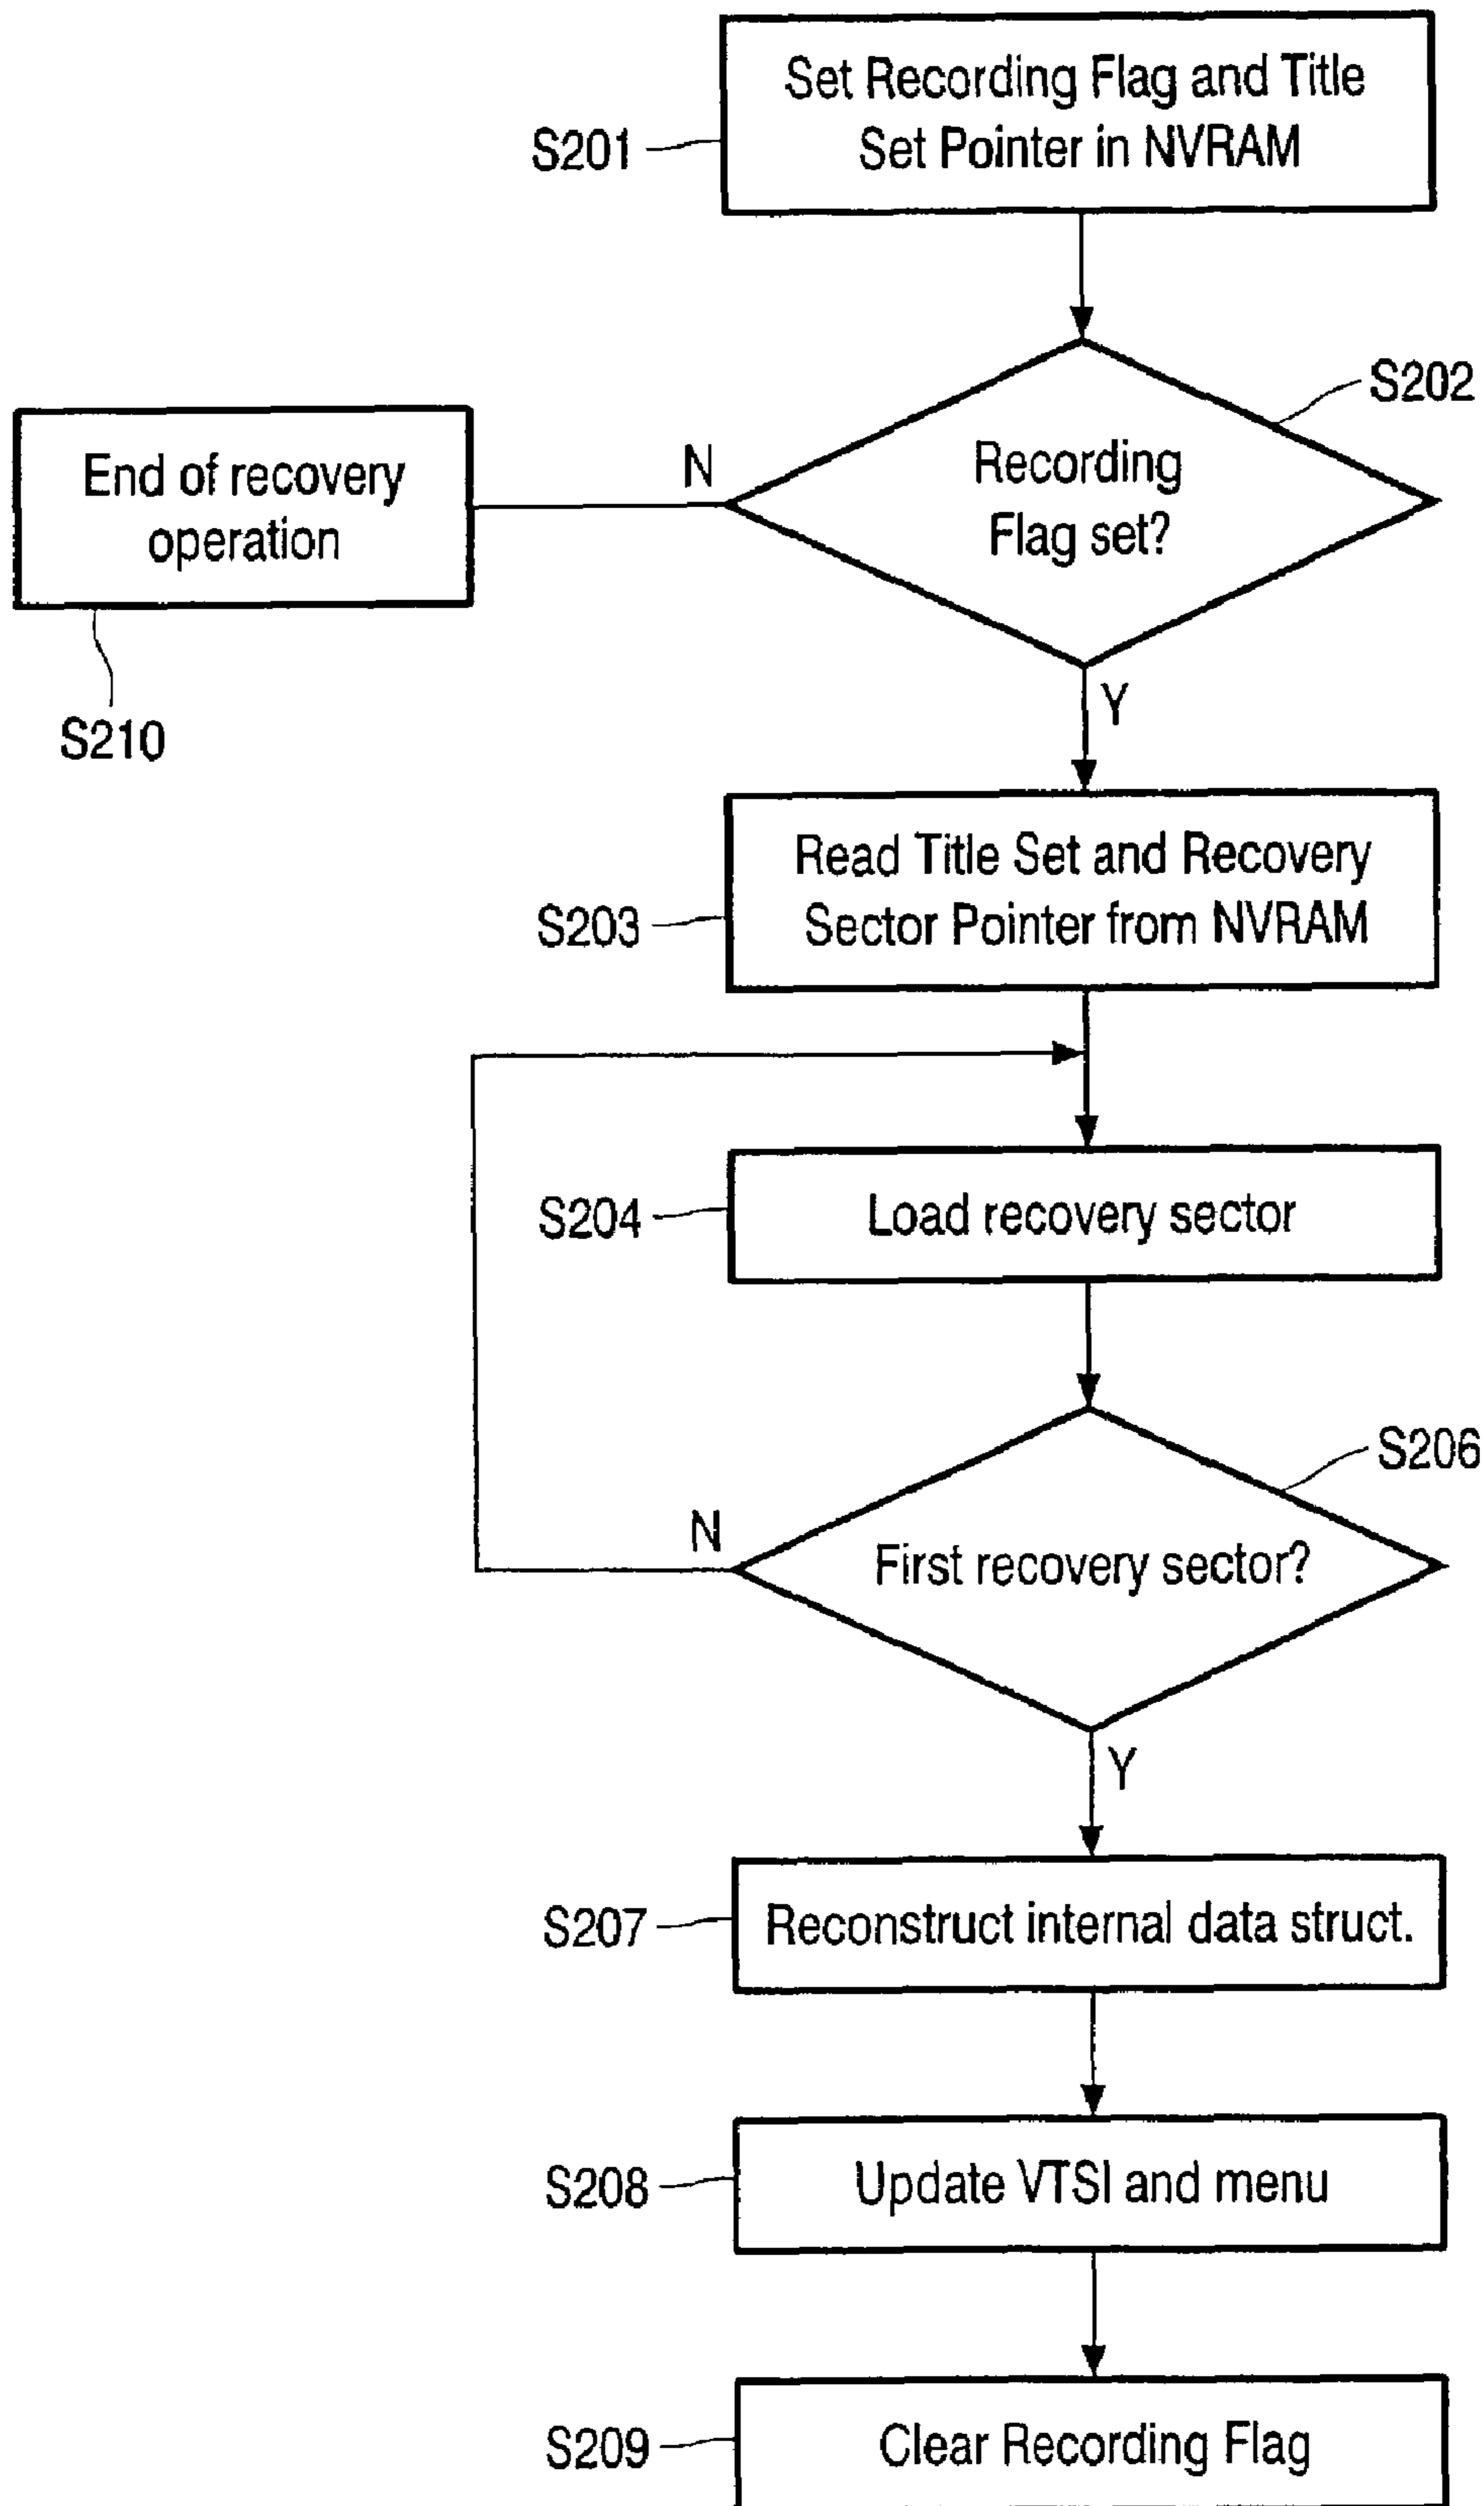 Set Recording Flag and Title
Set Pointer in NVRAM
S201
S202
Recording
Flag set?
N
End of recovery
operation
S210
Y
Read Title Set and Recovery
Sector Pointer from NVRAM
S203
S204
Load recovery sector
S206
N
First recovery sector?
Y
S207
Reconstruct internal data struct.
S208
Update VTSI and menu
S209
Clear Recording Flag